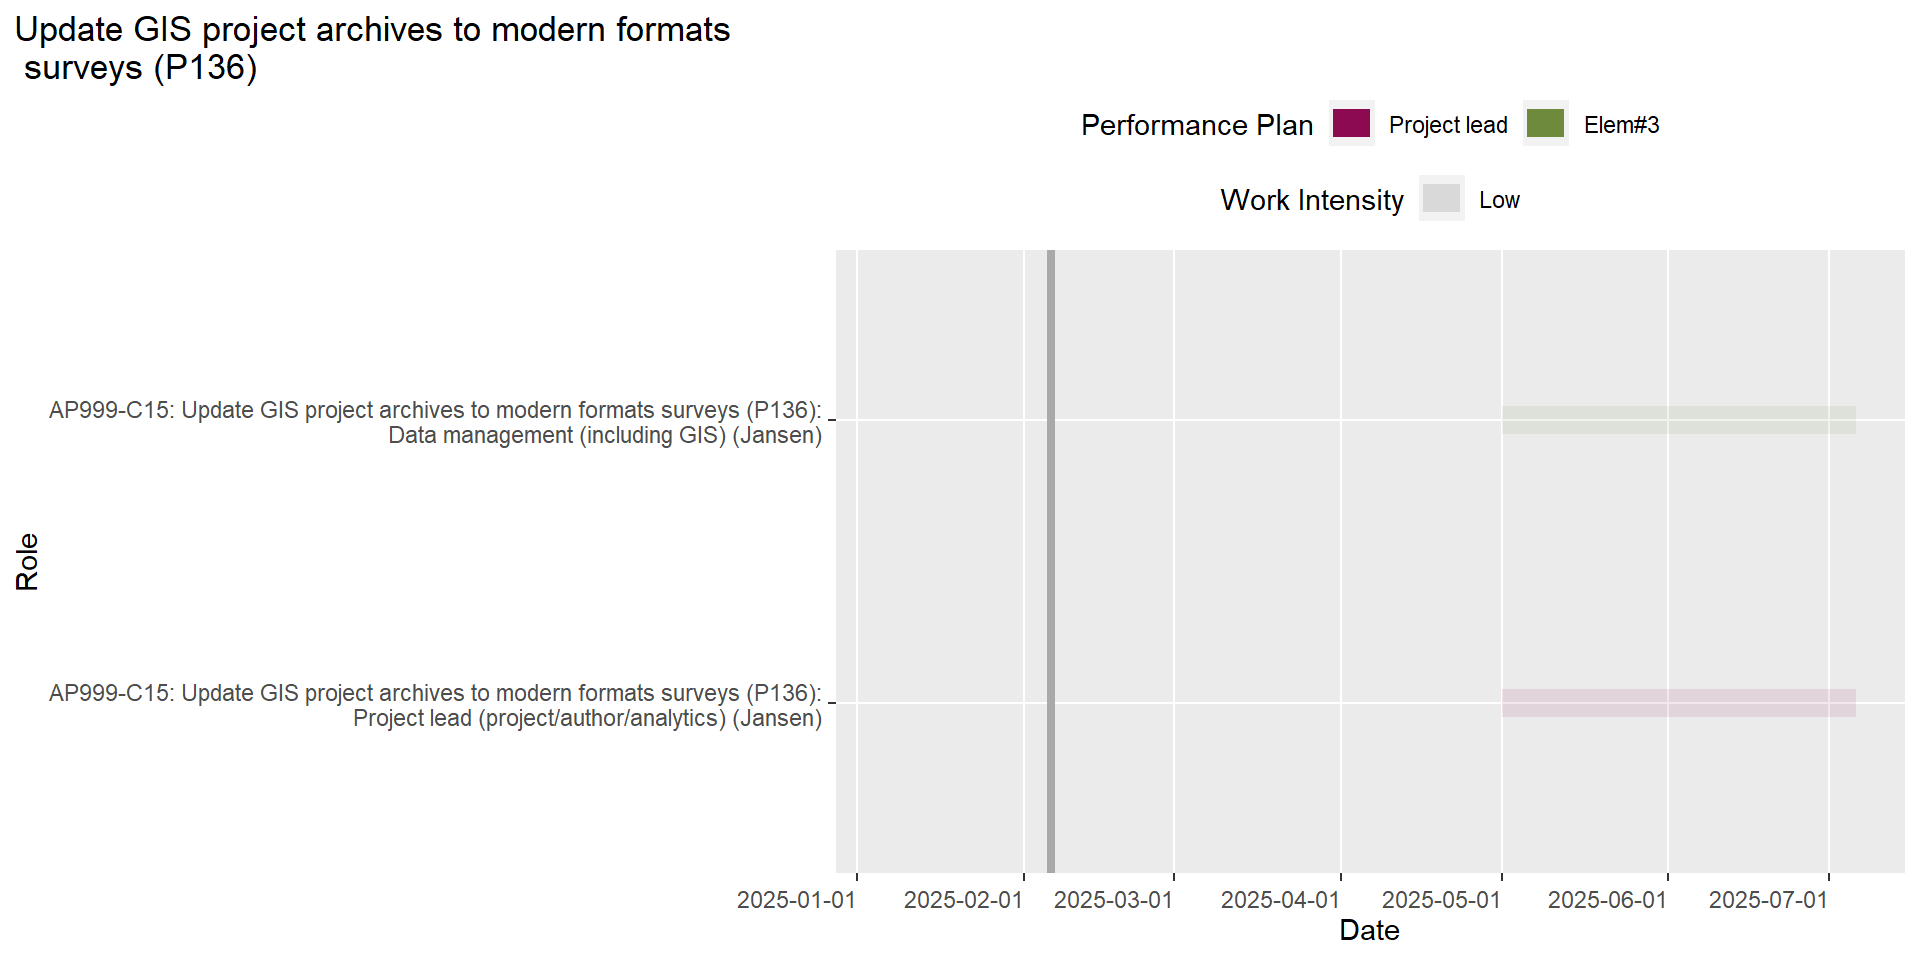 Update GIS project archives to modern formats
surveys (P136)
Performance Plan Project lead Elem#3
Work Intensity Low
AP999-C15: Update GIS project archives to modern formats surveys (P136):
Data management (including GIS) (Jansen)
Role
AP999-C15: Update GIS project archives to modern formats surveys (P136):
Project lead (project/author/analytics) (Jansen)
2025-01-01 2025-02-01 2025-03-01 2025-04-01 2025-05-01 2025-06-01 2025-07-01
Date